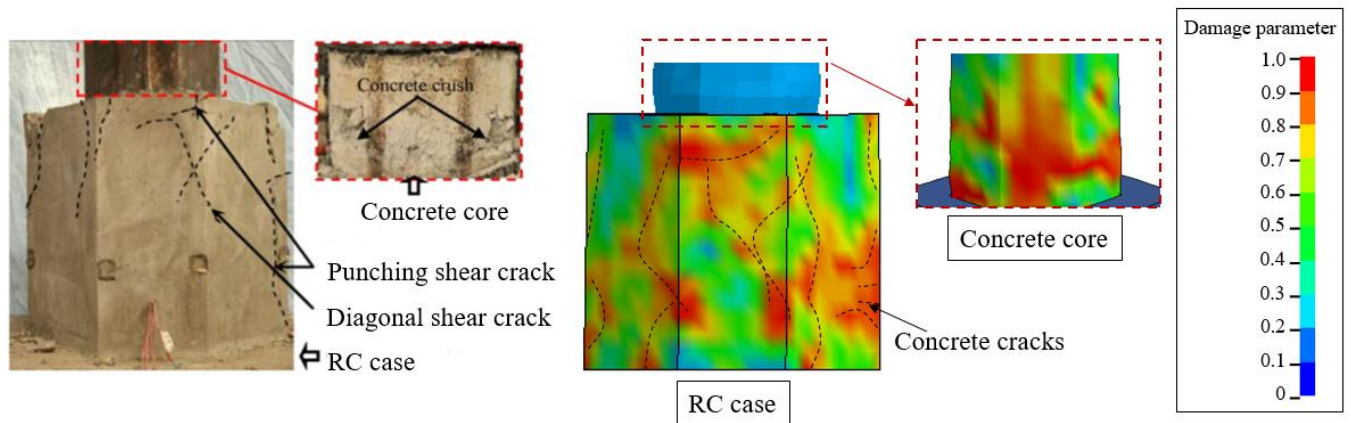 Concrete crush
Concrete core
Punching shear crack
Diagonal shear crack
RC case
Concrete core
Concrete cracks
RC case
Damage parameter
1.0
0.9
0.8
0.7
0.6
0.5
0.4
0.3
0.2
0.1
0